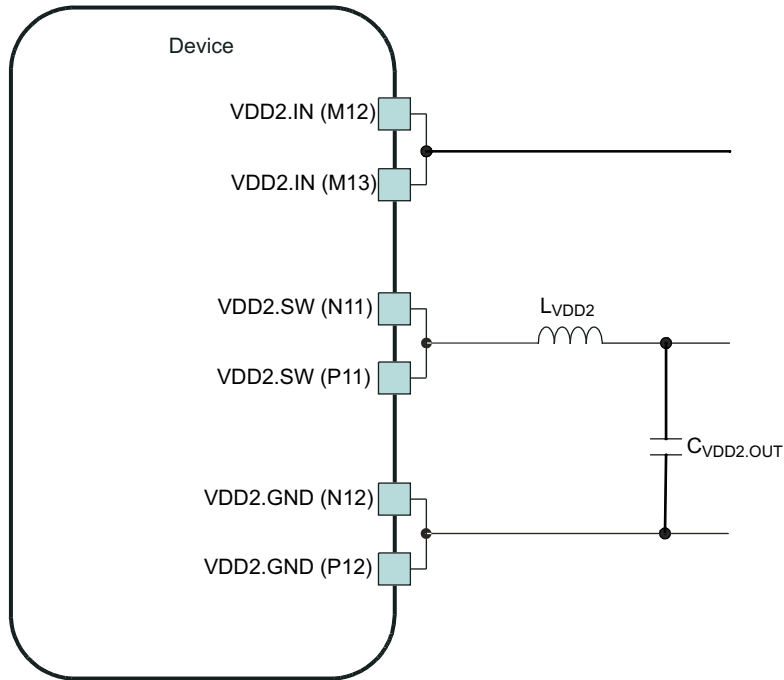 Device
VDD2.IN (M12)
VDD2.IN (M13)
VDD2.SW (N11)
LVDD2
VDD2.SW (P11)
CVDD2.OUT
VDD2.GND (N12)
VDD2.GND (P12)